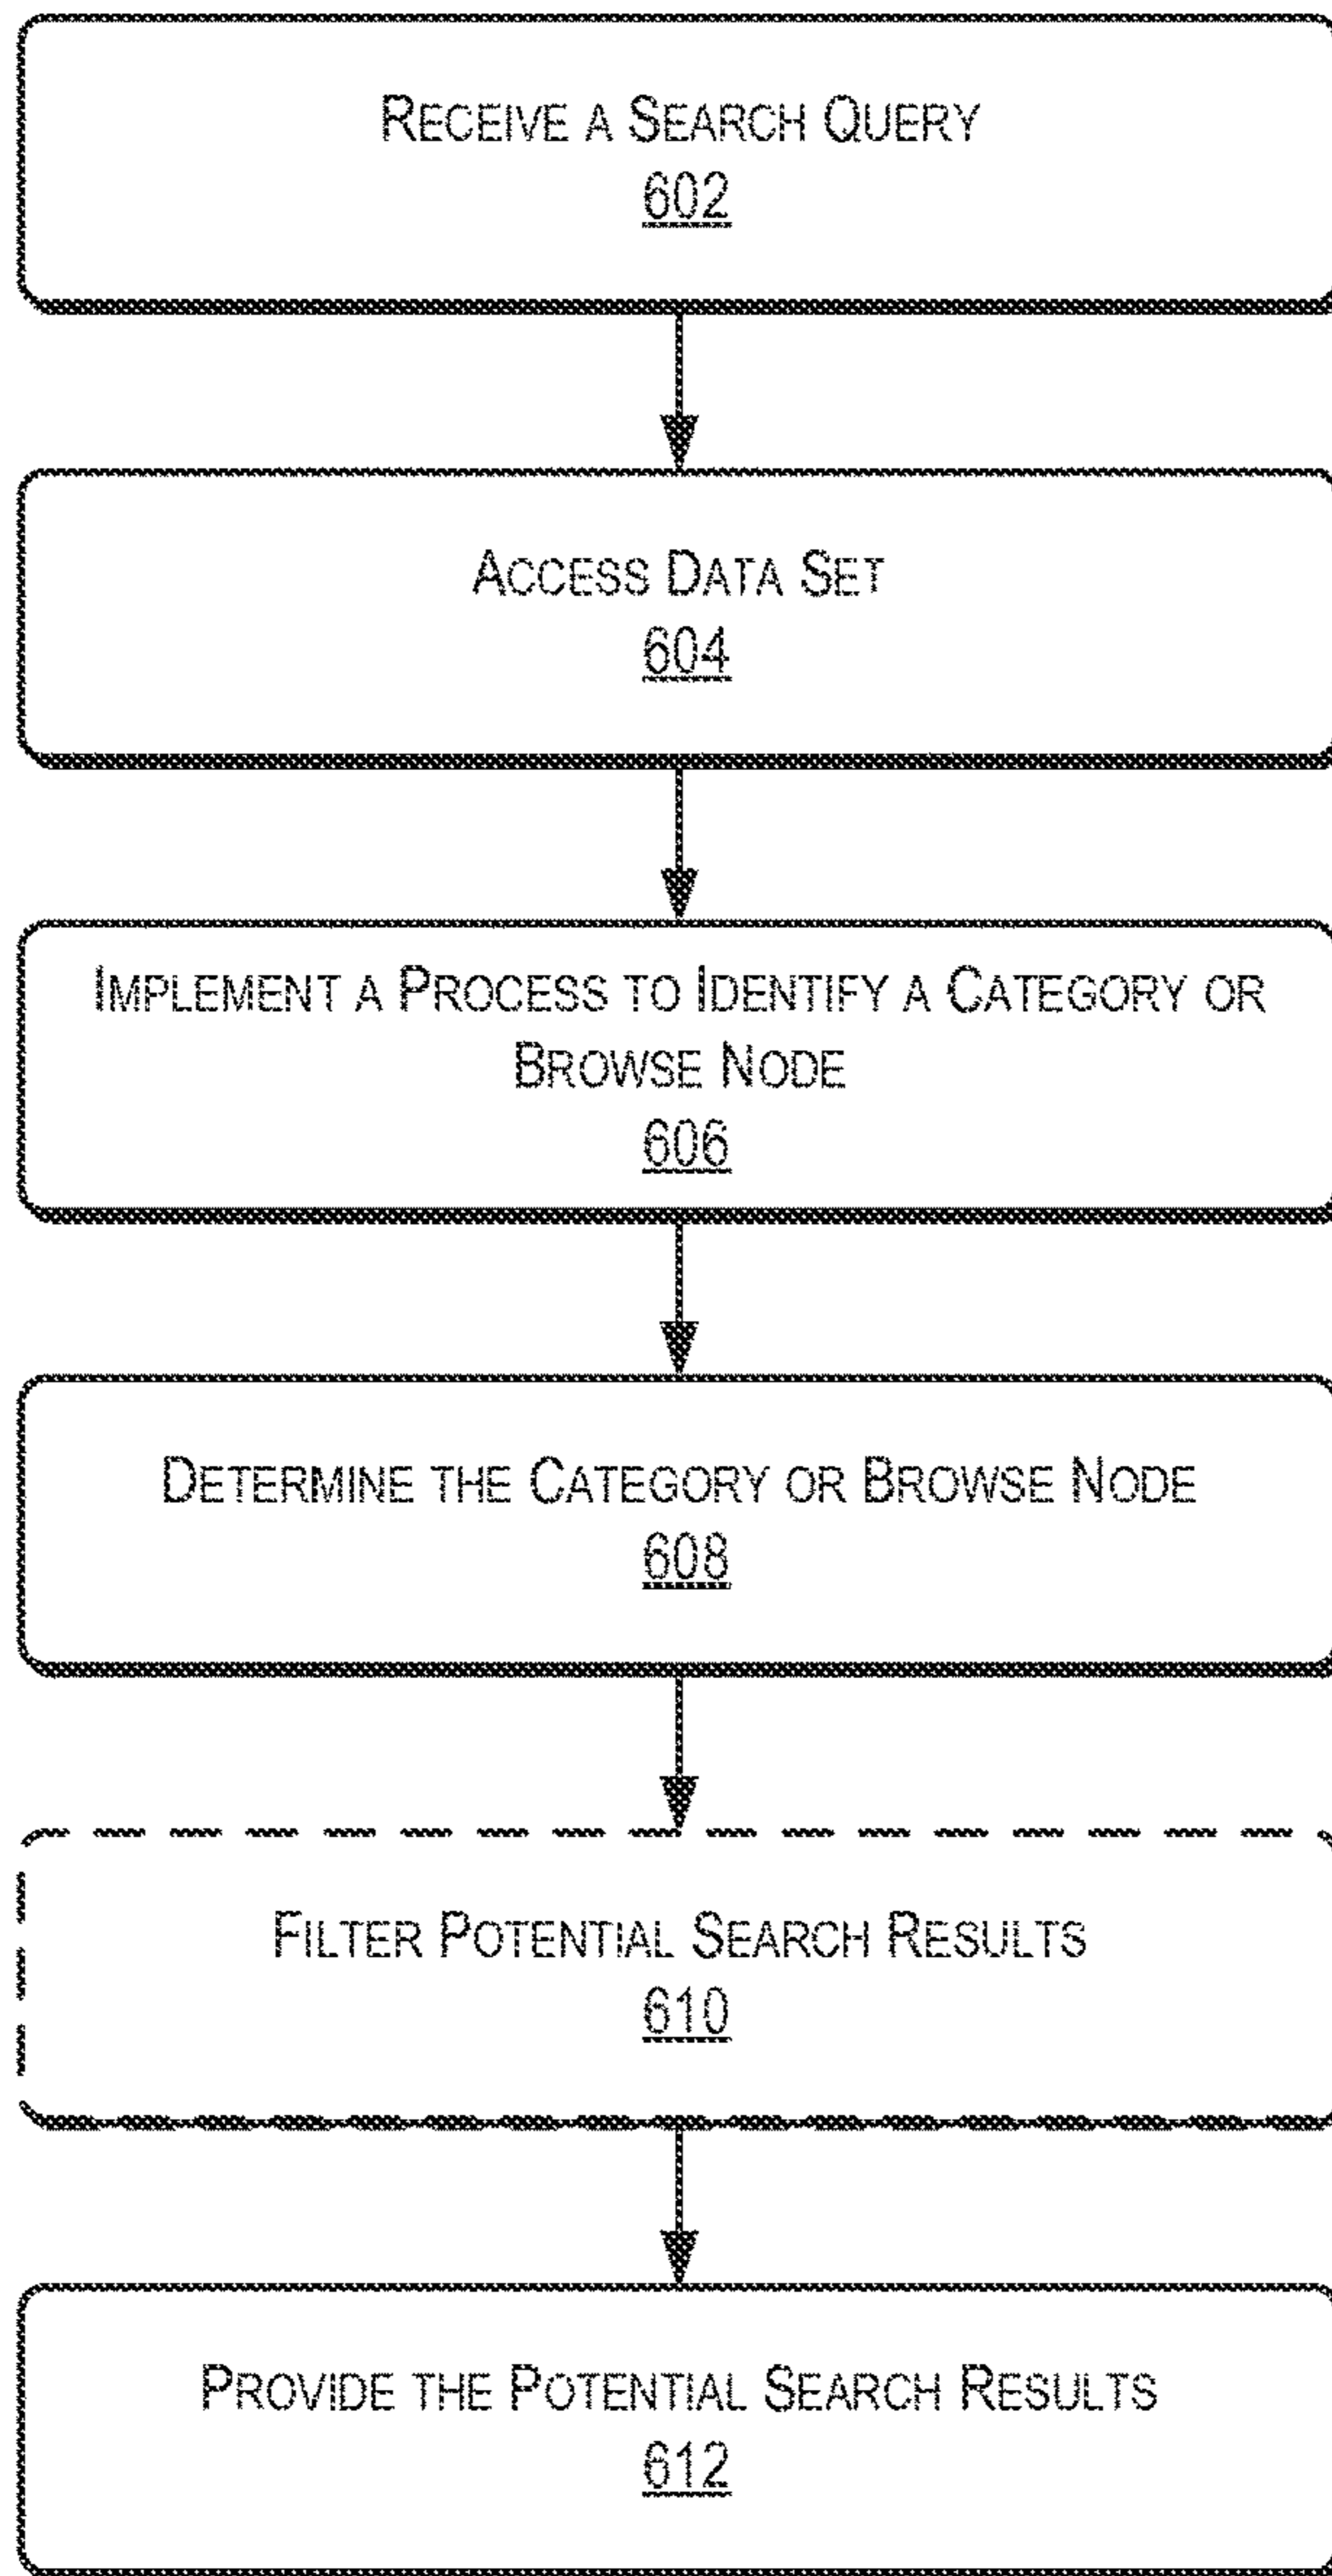 RECEIVE A SEARCH QUERY
602
ACCESS DATA SET
604
IMPLEMENT A PROCESS TO IDENTIFY A CATEGORY OR
BROWSE NODE
606
DETERMINE THE CATEGORY OR BROWSE NODE
608
FILTER POTENTIAL SEARCH RESULTS
610
PROVIDE THE POTENTIAL SEARCH RESULTS
612